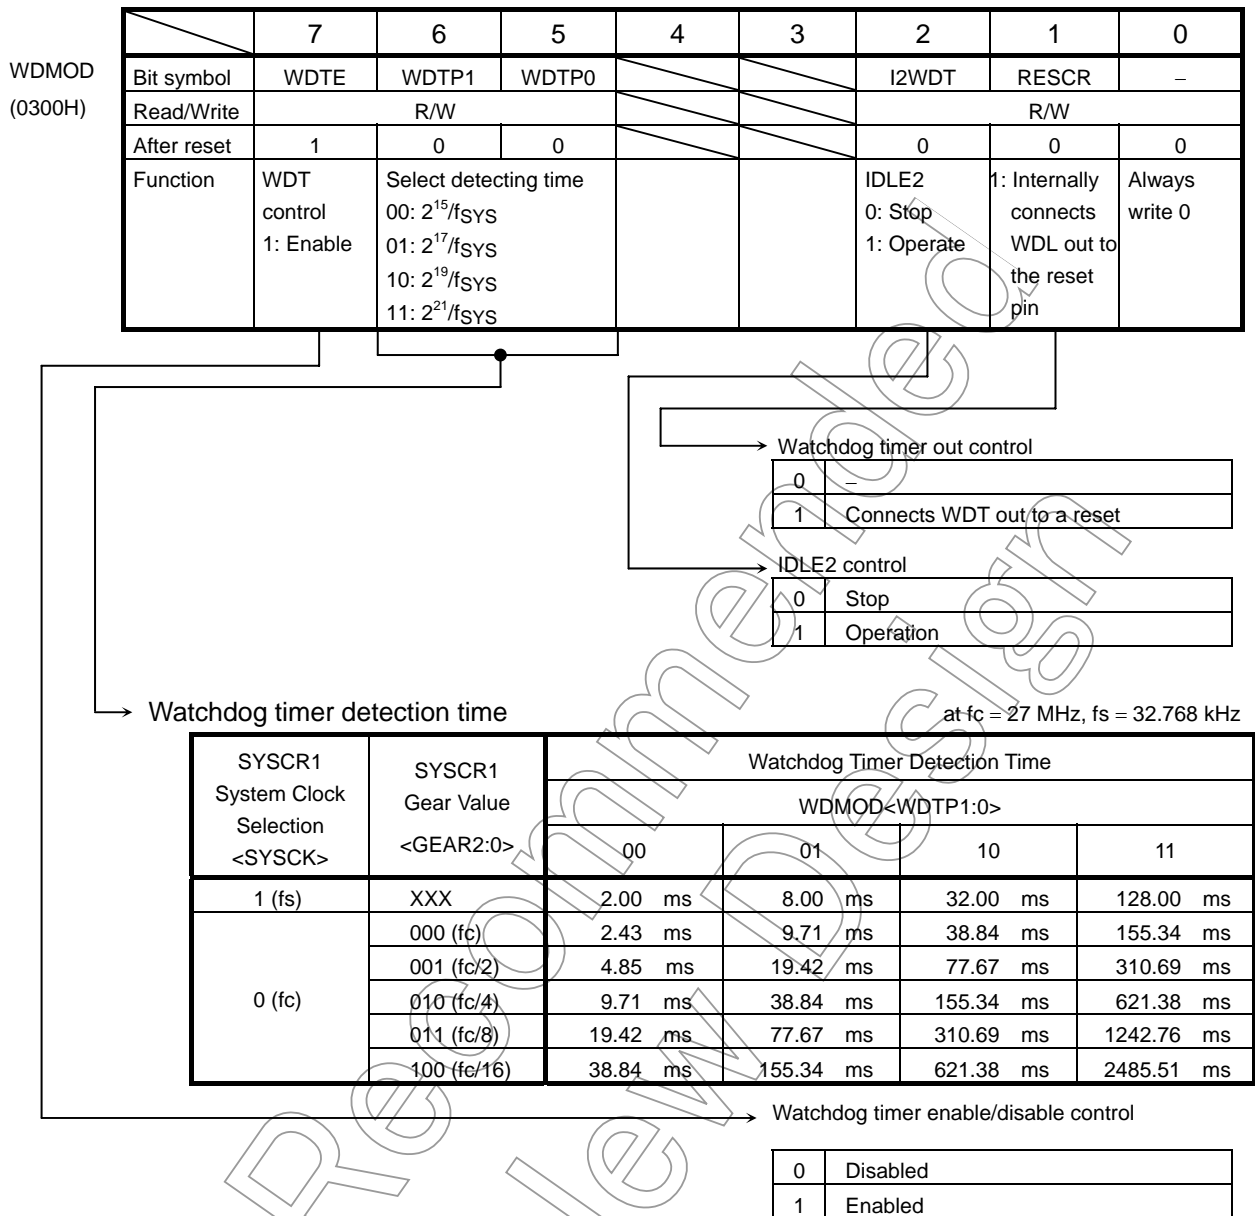 7 6 5 4 3 2 1 0
WDMOD
(0300H)
Bit symbol WDTE WDTP1 WDTP0 I2WDT RESCR −
Read/Write R/W R/W
After reset 1 0 0 0 0 0
Function
WDT
control
1: Enable
Select detecting time
00: 2^15/fSYS
01: 2^17/fSYS
10: 2^19/fSYS
11: 2^21/fSYS
IDLE2
0: Stop
1: Operate
1: Internally
connects
WDL out to
the reset
pin
Always
write 0
Watchdog timer out control
0 −
1 Connects WDT out to a reset
IDLE2 control
0 Stop
1 Operation
Watchdog timer detection time
at fc = 27 MHz, fs = 32.768 kHz
SYSCR1
System Clock
Selection
<SYSCK>
SYSCR1
Gear Value
<GEAR2:0>
Watchdog Timer Detection Time
WDMOD<WDTP1:0>
00 01 10 11
1 (fs) XXX 2.00 ms 8.00 ms 32.00 ms 128.00 ms
0 (fc)
000 (fc) 2.43 ms 9.71 ms 38.84 ms 155.34 ms
001 (fc/2) 4.85 ms 19.42 ms 77.67 ms 310.69 ms
010 (fc/4) 9.71 ms 38.84 ms 155.34 ms 621.38 ms
011 (fc/8) 19.42 ms 77.67 ms 310.69 ms 1242.76 ms
100 (fc/16) 38.84 ms 155.34 ms 621.38 ms 2485.51 ms
Watchdog timer enable/disable control
0 Disabled
1 Enabled
Recommended
ew Design